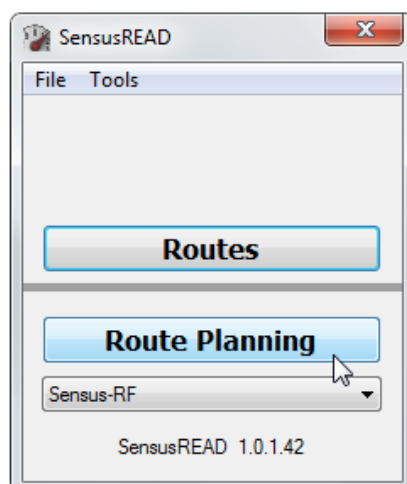 SensusREAD
File Tools
Routes
Route Planning
Sensus-RF
SensusREAD 1.0.1.42